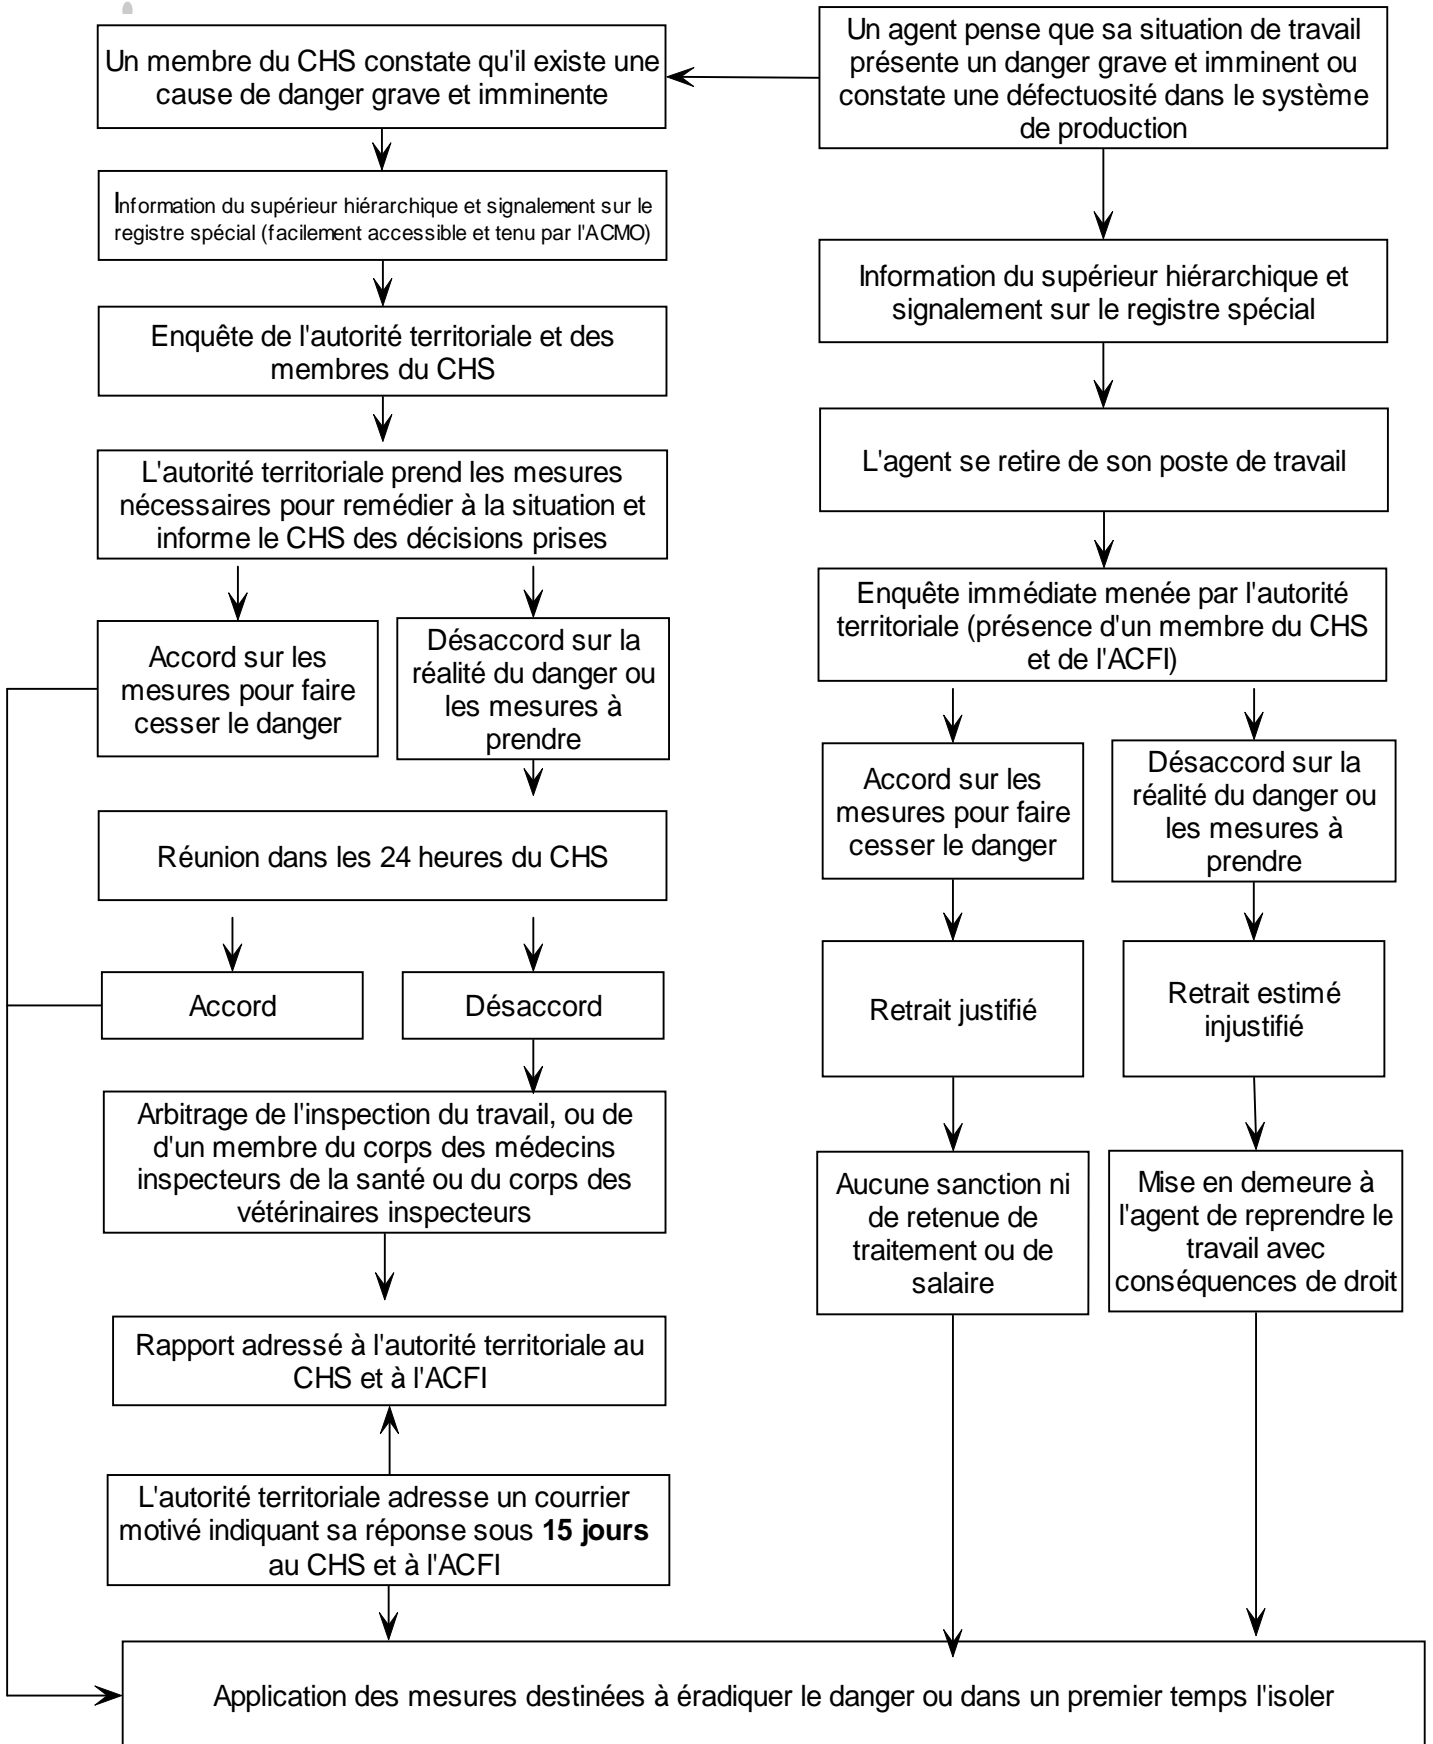 Un membre du CHS constate qu'il existe une
cause de danger grave et imminente
Un agent pense que sa situation de travail
présente un danger grave et imminent ou
constate une défectuosité dans le système
de production
Information du supérieur hiérarchique et signalement sur le
registre spécial (facilement accessible et tenu par l'ACMO)
Information du supérieur hiérarchique et
signalement sur le registre spécial
Enquête de l'autorité territoriale et des
membres du CHS
L'agent se retire de son poste de travail
L'autorité territoriale prend les mesures
nécessaires pour remédier à la situation et
informe le CHS des décisions prises
Enquête immédiate menée par l'autorité
territoriale (présence d'un membre du CHS
et de l'ACFI)
Accord sur les
mesures pour faire
cesser le danger
Désaccord sur la
réalité du danger ou
les mesures à
prendre
Accord sur les
mesures pour faire
cesser le danger
Désaccord sur la
réalité du danger ou
les mesures à
prendre
Réunion dans les 24 heures du CHS
Accord
Désaccord
Retrait justifié
Retrait estimé
injustifié
Arbitrage de l'inspection du travail, ou de
d'un membre du corps des médecins
inspecteurs de la santé ou du corps des
vétérinaires inspecteurs
Aucune sanction ni
de retenue de
traitement ou de
salaire
Mise en demeure à
l'agent de reprendre le
travail avec
conséquences de droit
Rapport adressé à l'autorité territoriale au
CHS et à l'ACFI
L'autorité territoriale adresse un courrier
motivé indiquant sa réponse sous 15 jours
au CHS et à l'ACFI
Application des mesures destinées à éradiquer le danger ou dans un premier temps l'isoler